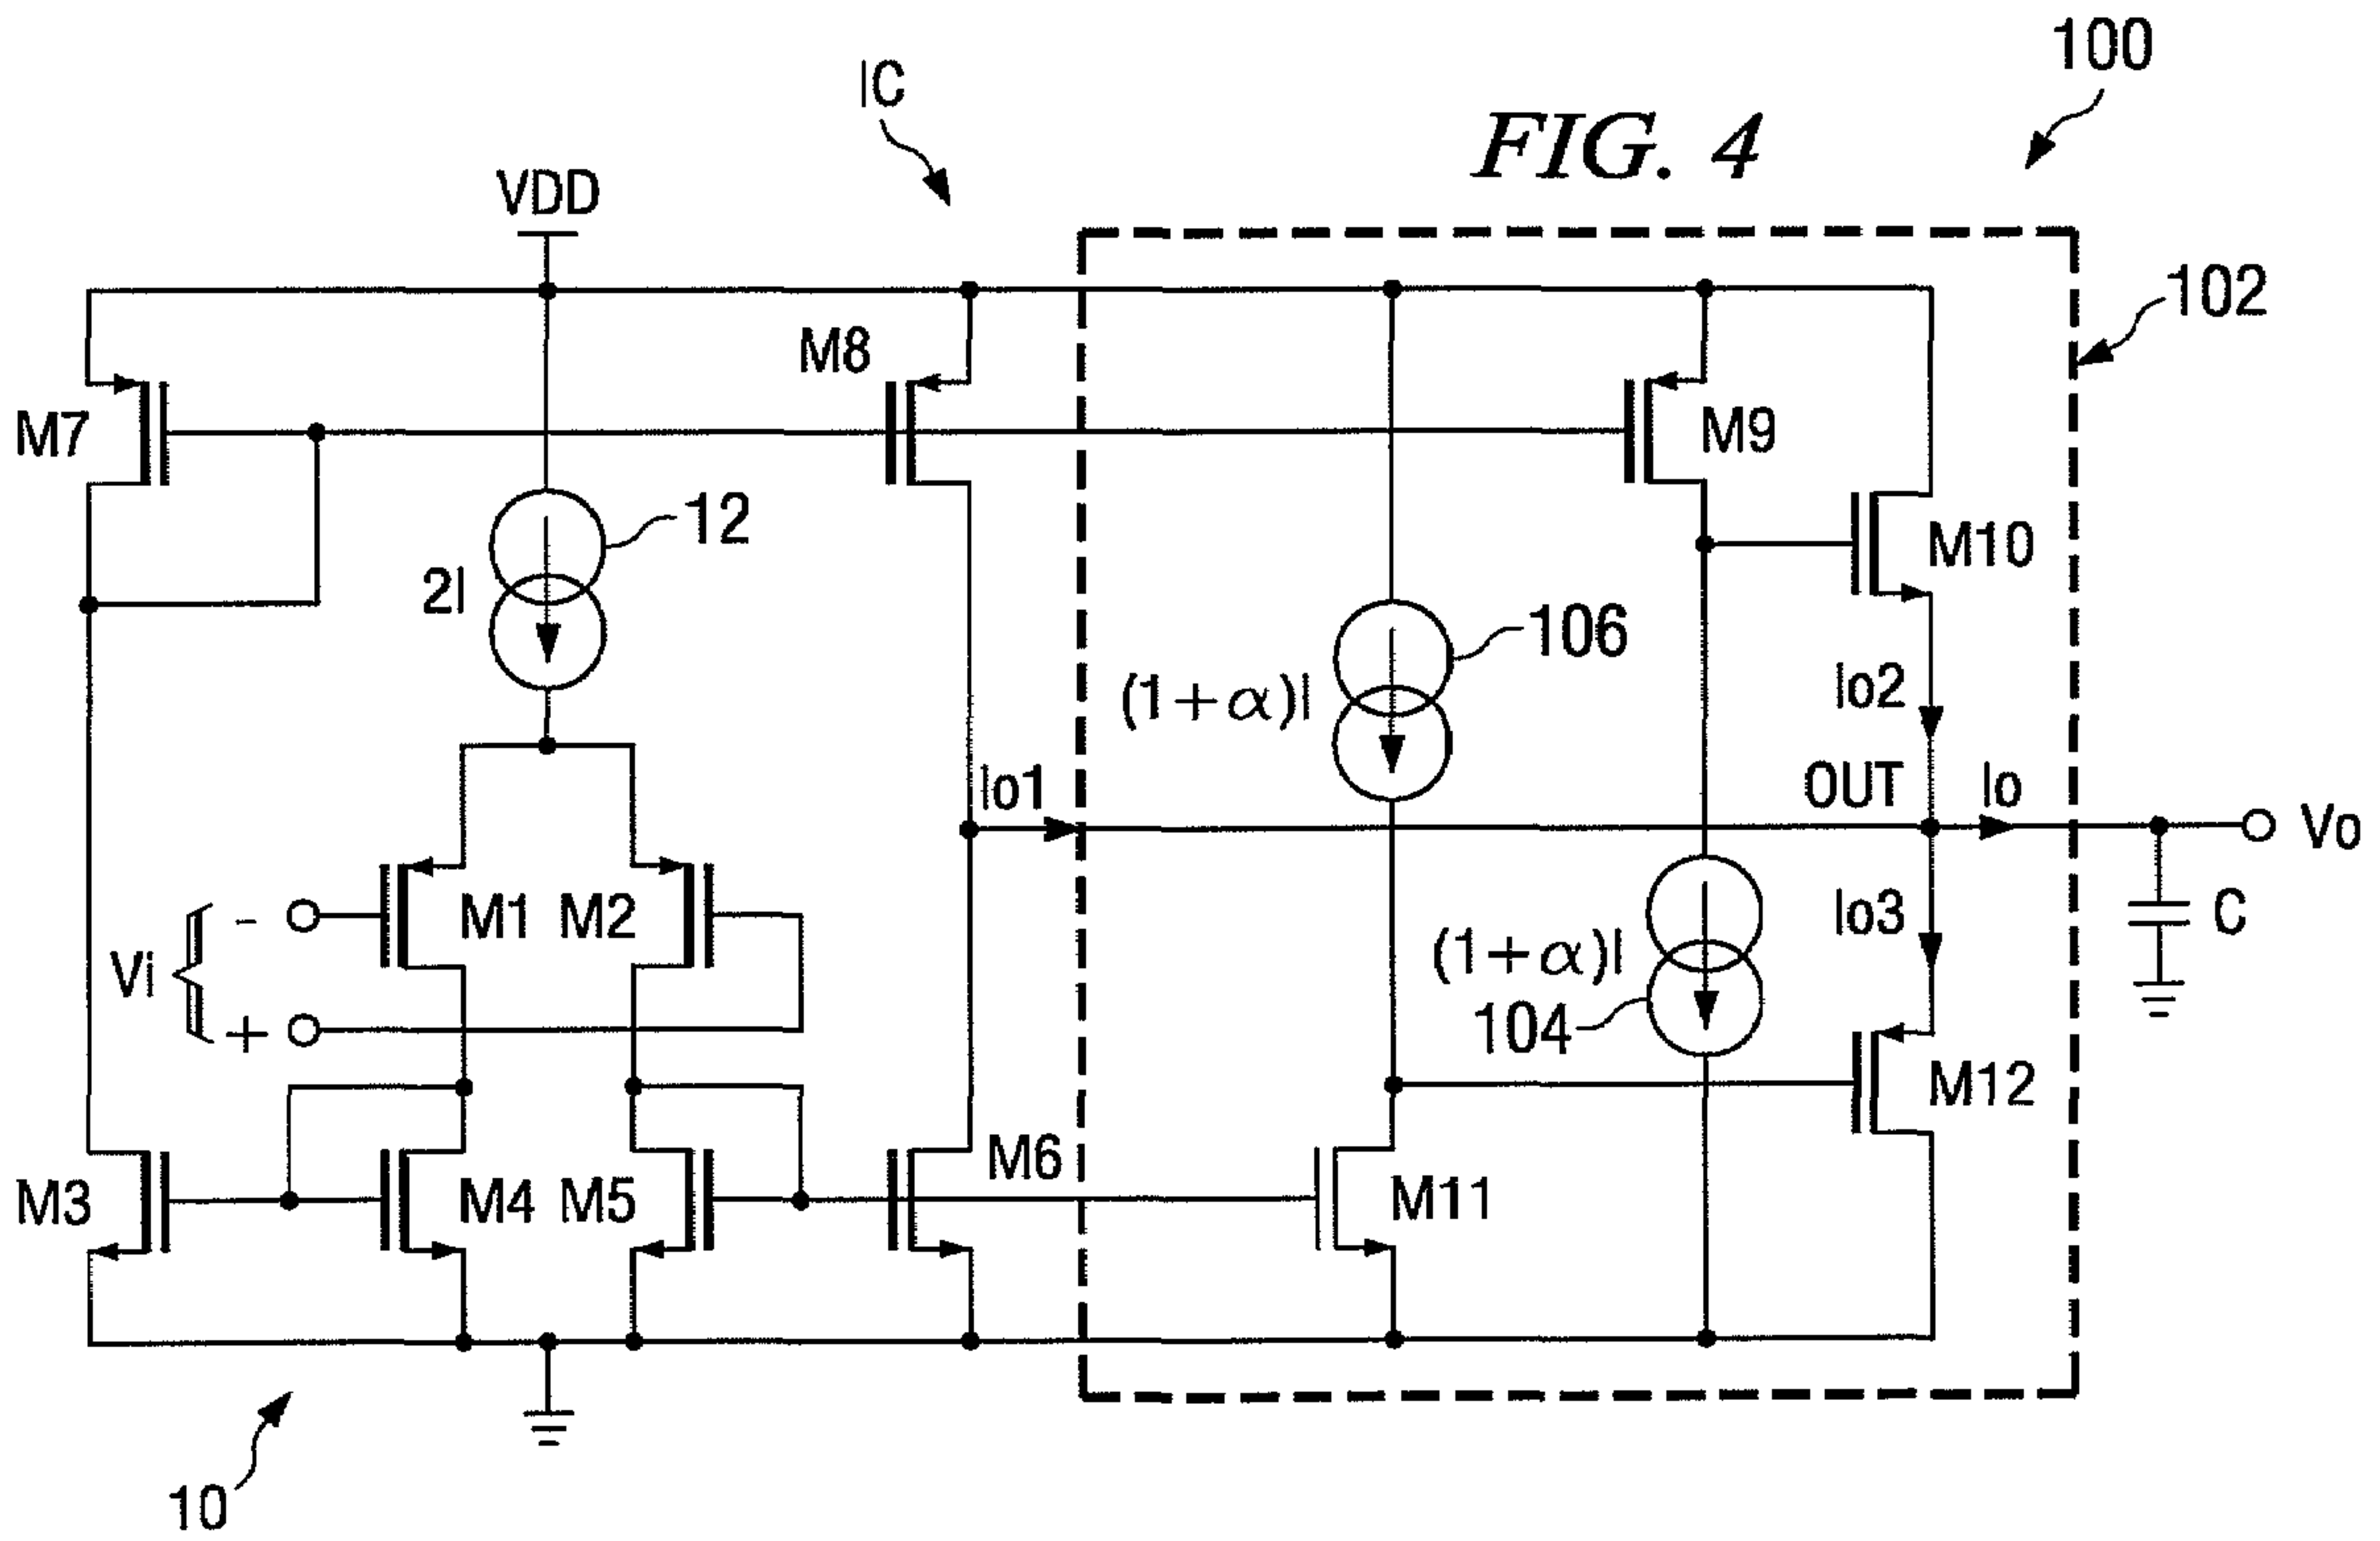 100
IC
FIG. 4
VDD
102
M8
M7
M9
12
M10
2I
106
Io2
(1+α)I
Io1
OUT
Io
Vo
-
M1
M2
Io3
C
Vi
(1+α)I
+
104
M12
M6
M3
M4
M5
M11
10